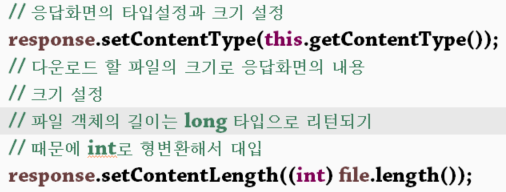 // 응답화면의 타입설정과 크기 설정
response.setContentType(this.getContentType());
// 다운로드 할 파일의 크기로 응답화면의 내용
// 크기 설정
// 파일 객체의 길이는 long 타입으로 리턴되기
// 때문에 int로 형변환해서 대입
response.setContentLength((int) file.length());